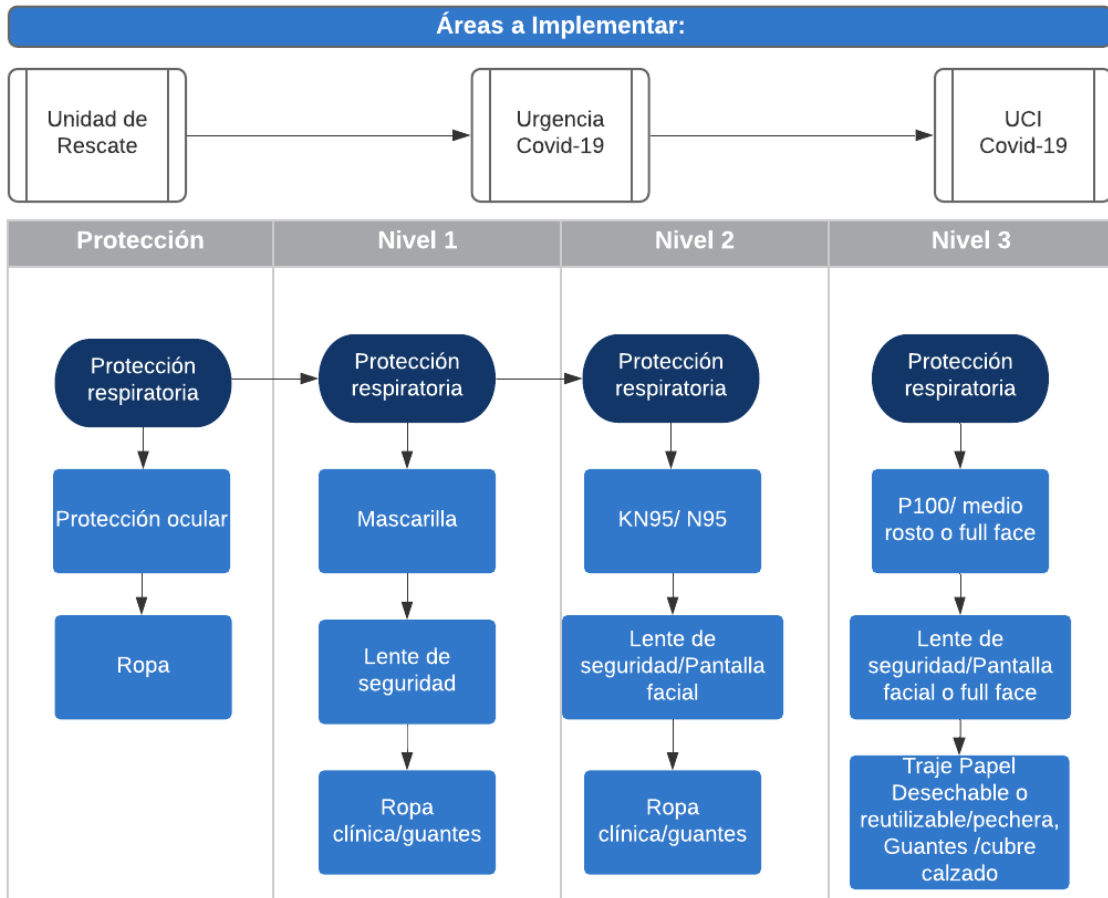 Áreas a Implementar:
Unidad de
Rescate
Urgencia
Covid-19
UCI
Covid-19
Protección
Nivel 1
Nivel 2
Nivel 3
Protección
respiratoria
Protección ocular
Ropa
Protección
respiratoria
Mascarilla
Lente de
seguridad
Ropa
clínica/guantes
Protección
respiratoria
KN95/ N95
Lente de
seguridad/Pantalla
facial
Ropa
clínica/guantes
Protección
respiratoria
P100/ medio
rosto o full face
Lente de
seguridad/Pantalla
facial o full face
Traje Papel
Desechable o
reutilizable/pechera,
Guantes /cubre
calzado